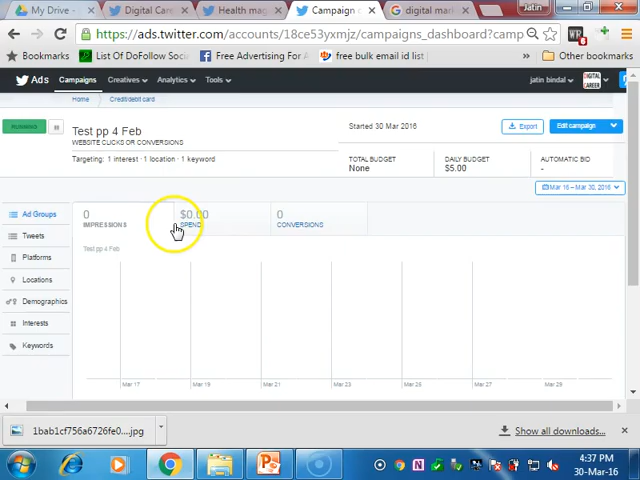 My Drive -
Digital Care
Health mag
Campaign c
digital mark
Jatin
https://ads.twitter.com/accounts/18ce53yxmjz/campaigns_dashboard?camp
Bookmarks
List Of DoFollow Soci
Free Advertising For
free bulk email id list
Other bookmarks
Ads
Campaigns
Creatives
Analytics
Tools
jatin bindal
DIGITAL
CAREER
Home
Credit/debit card
RUNNING
Test pp 4 Feb
WEBSITE CLICKS OR CONVERSIONS
Started 30 Mar 2016
Export
Edit campaign
Targeting: 1 interest · 1 location · 1 keyword
TOTAL BUDGET
None
DAILY BUDGET
$5.00
AUTOMATIC BID
-
Mar 16 – Mar 30, 2016
Ad Groups
Tweets
Platforms
Locations
Demographics
Interests
Keywords
0
IMPRESSIONS
$0.00
SPEND
0
CONVERSIONS
Test pp 4 Feb
Mar 17
Mar 19
Mar 21
Mar 23
Mar 25
Mar 27
Mar 29
1bab1cf756a6726fe0....jpg
Show all downloads...
4:37 PM
30-Mar-16